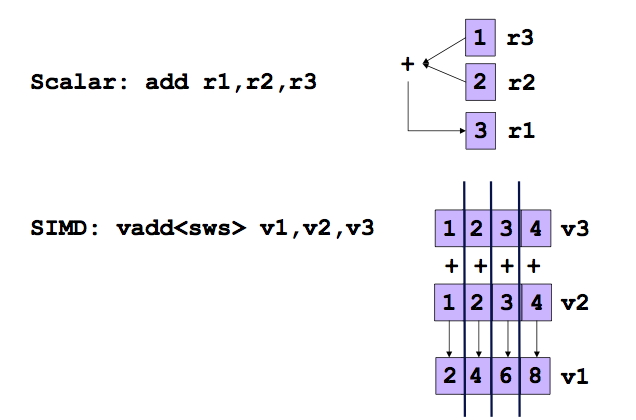 1 r3
+
2 r2
Scalar: add r1,r2,r3
3 r1
SIMD: vadd<sws> v1,v2,v3
1 2 3 4 v3
+ + + +
1 2 3 4 v2
2 4 6 8 v1